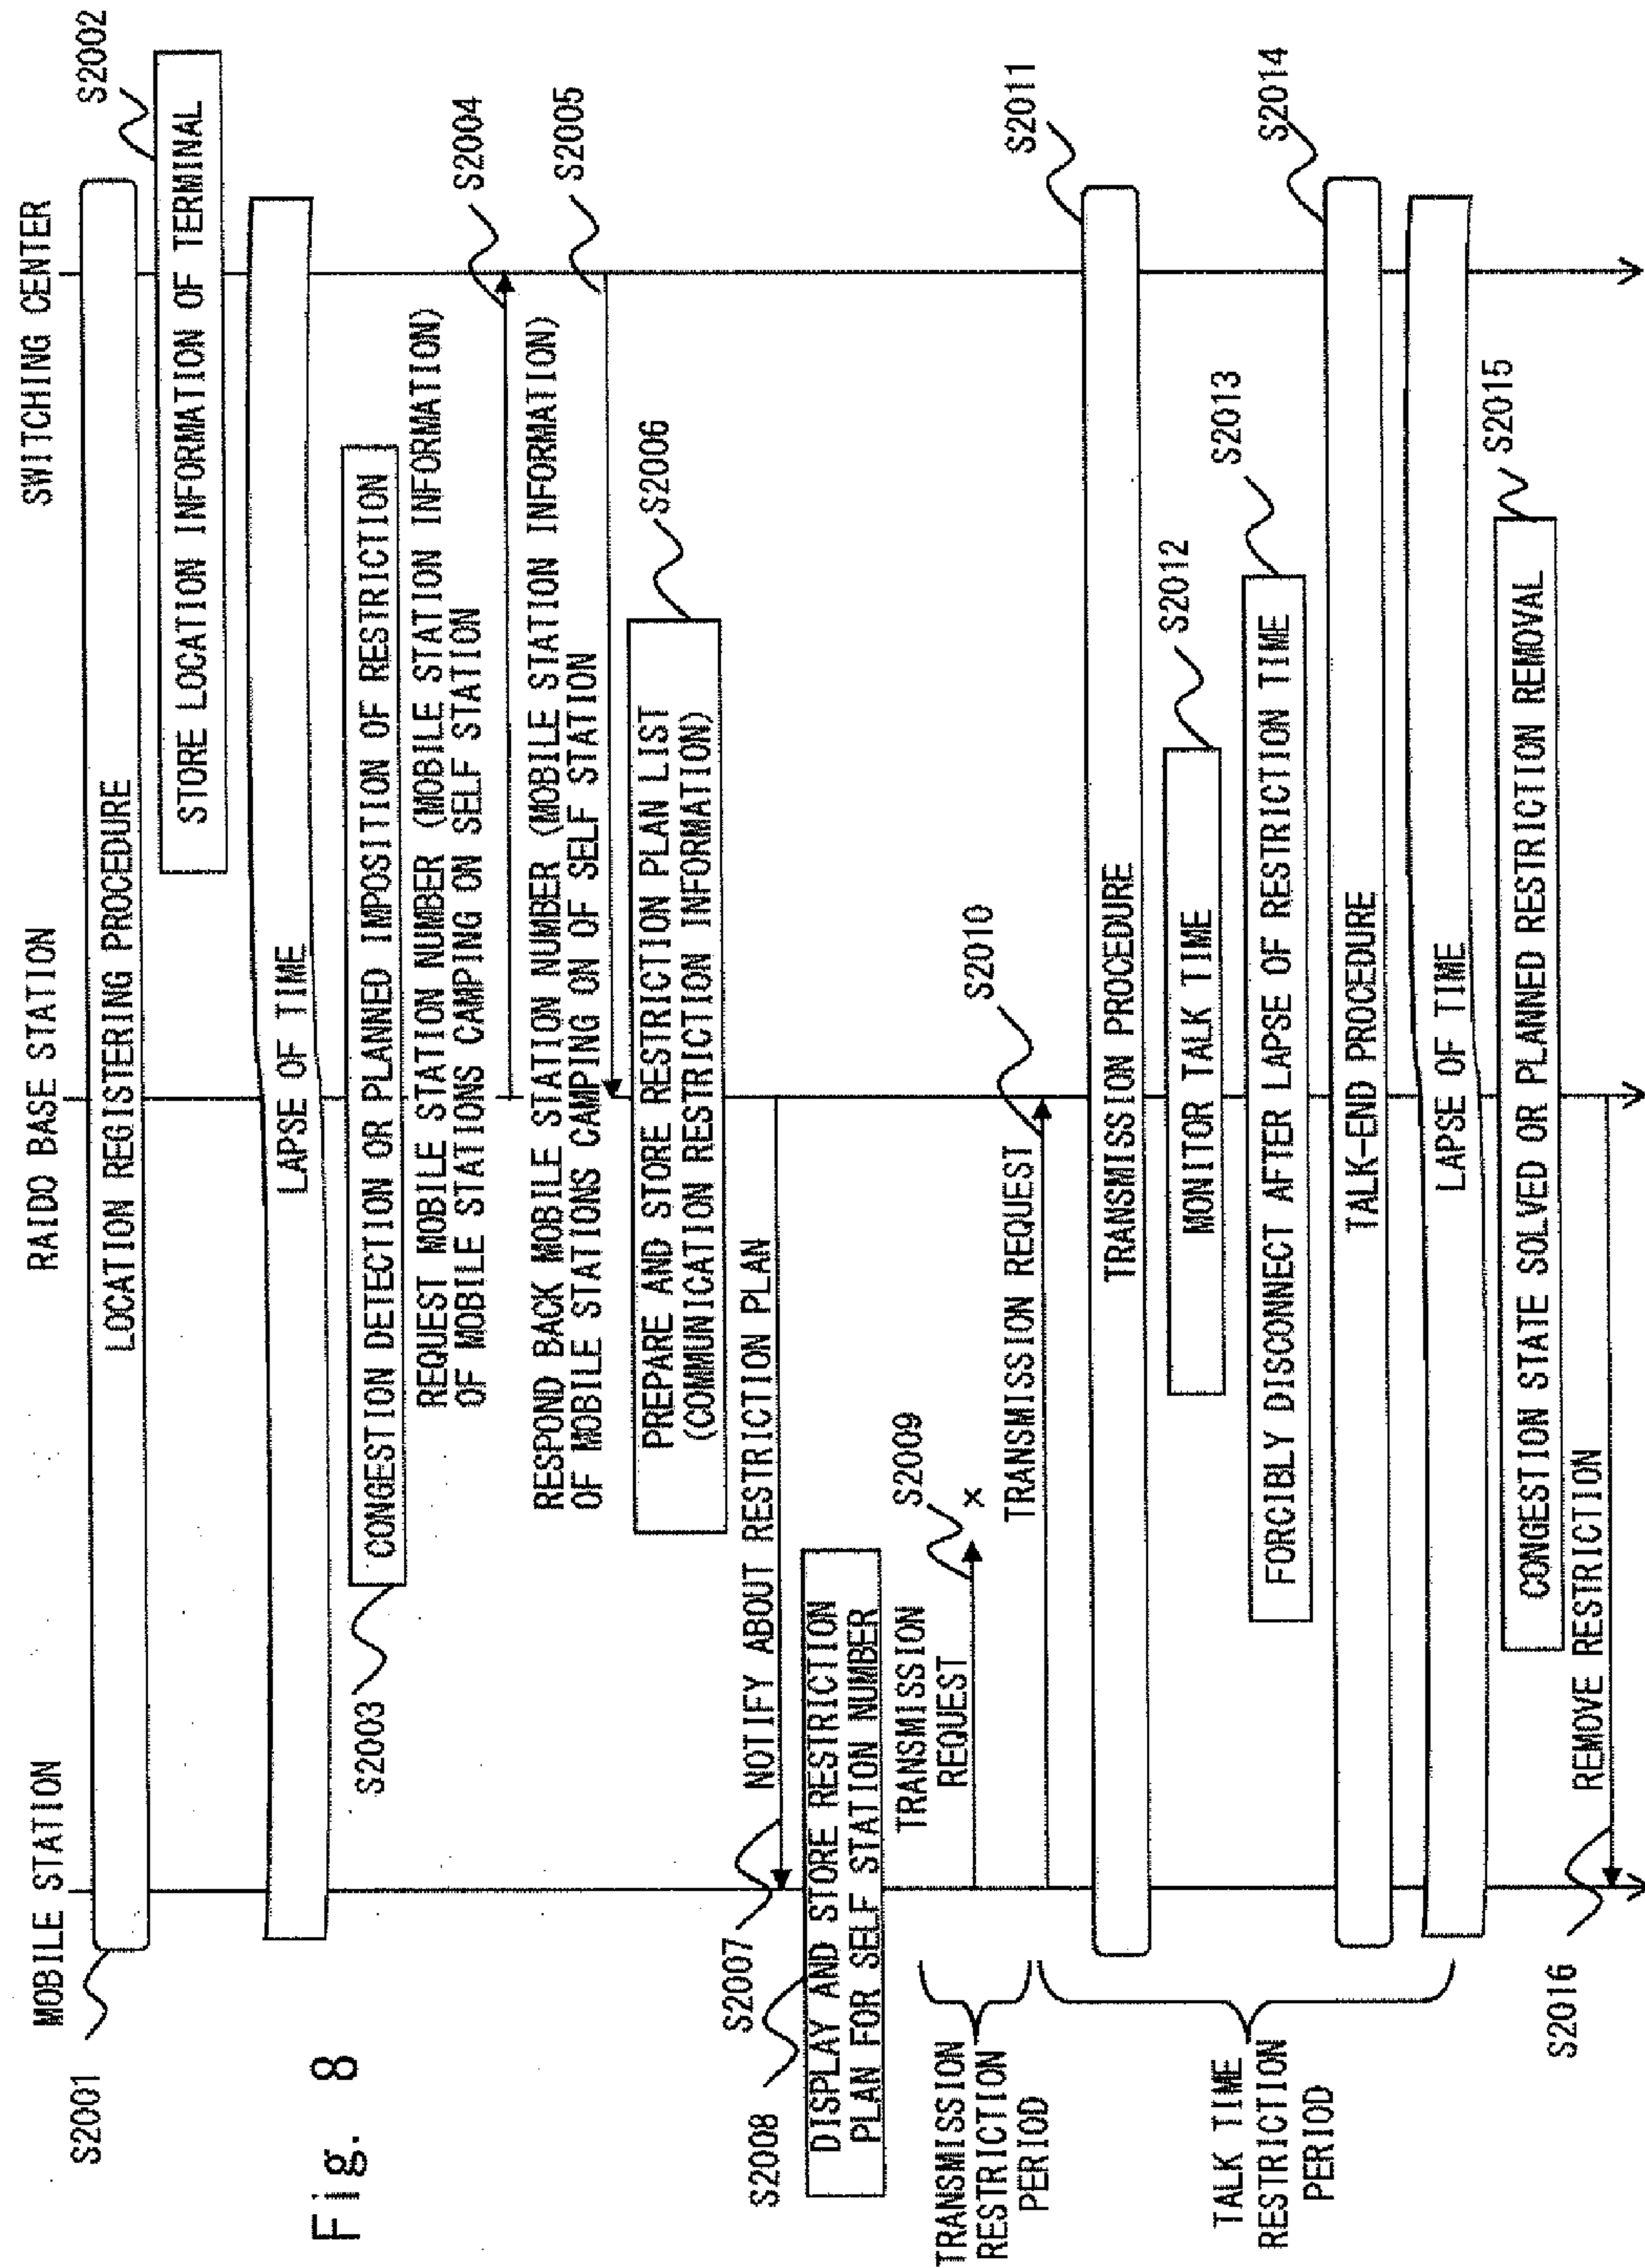 Fig. 8
MOBILE STATION
RAIDO BASE STATION
SWITCHING CENTER
S2001
LOCATION REGISTERING PROCEDURE
S2002
STORE LOCATION INFORMATION OF TERMINAL
LAPSE OF TIME
S2003
CONGESTION DETECTION OR PLANNED IMPOSITION OF RESTRICTION
REQUEST MOBILE STATION NUMBER (MOBILE STATION INFORMATION)
OF MOBILE STATIONS CAMPING ON SELF STATION
S2004
RESPOND BACK MOBILE STATION NUMBER (MOBILE STATION INFORMATION)
OF MOBILE STATIONS CAMPING ON OF SELF STATION
S2005
PREPARE AND STORE RESTRICTION PLAN LIST
(COMMUNICATION RESTRICTION INFORMATION)
S2006
NOTIFY ABOUT RESTRICTION PLAN
S2007
S2008
DISPLAY AND STORE RESTRICTION
PLAN FOR SELF STATION NUMBER
TRANSMISSION
RESTRICTION
PERIOD
TRANSMISSION
REQUEST
S2009
×
TRANSMISSION REQUEST
S2010
TALK TIME
RESTRICTION
PERIOD
TRANSMISSION PROCEDURE
S2011
MONITOR TALK TIME
S2012
FORCIBLY DISCONNECT AFTER LAPSE OF RESTRICTION TIME
S2013
TALK-END PROCEDURE
S2014
LAPSE OF TIME
CONGESTION STATE SOLVED OR PLANNED RESTRICTION REMOVAL
S2015
REMOVE RESTRICTION
S2016